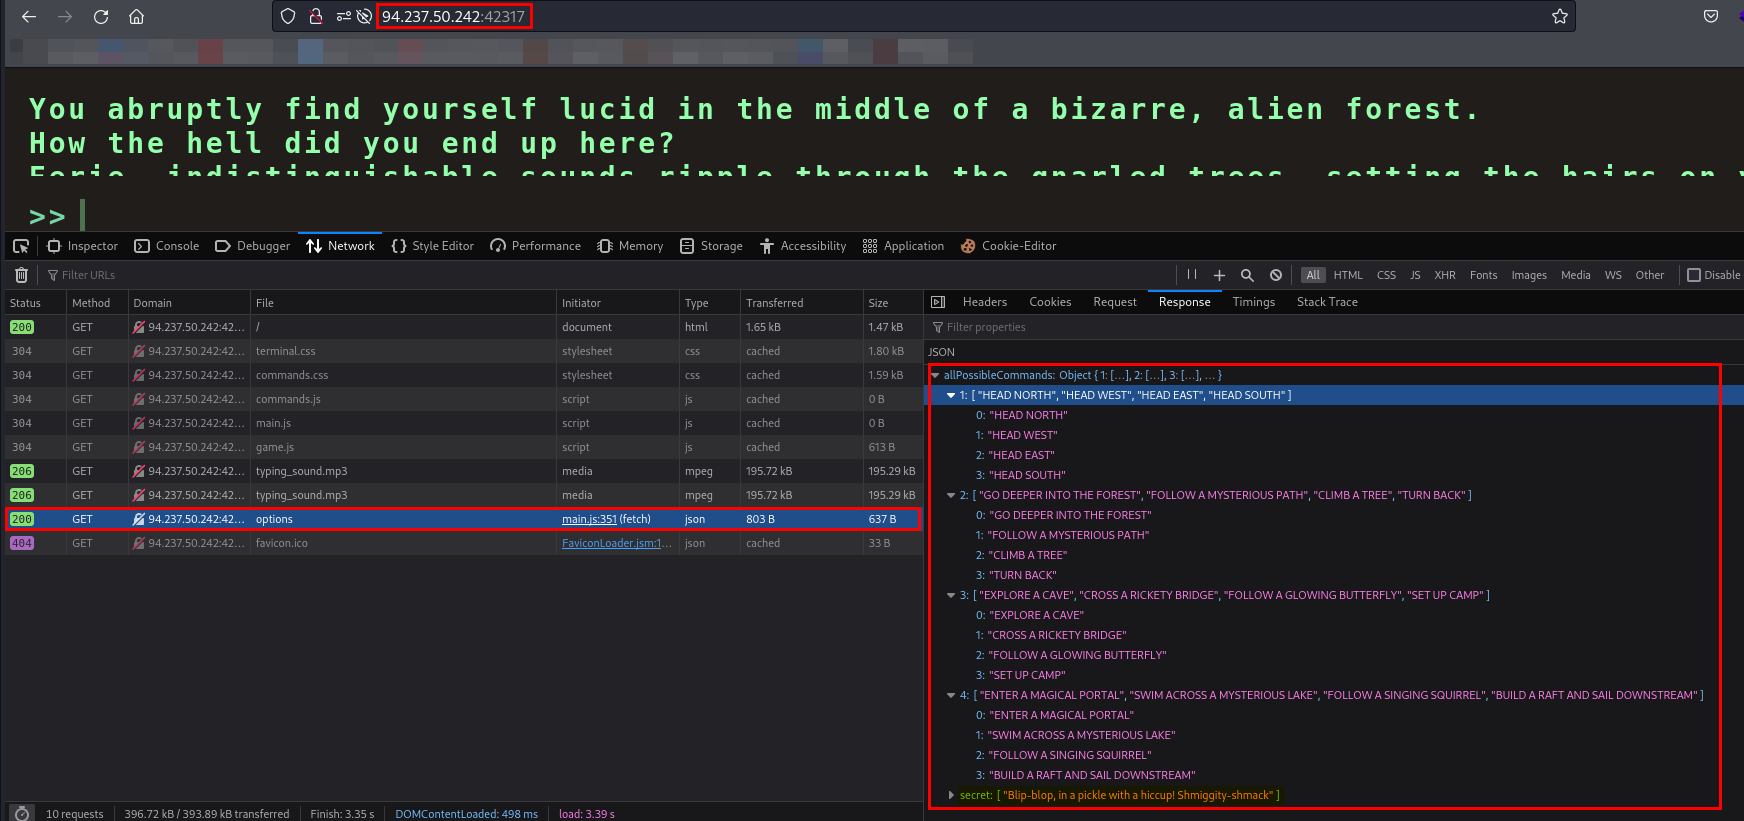 94.237.50.242:42317
You abruptly find yourself lucid in the middle of a bizarre, alien forest.
How the hell did you end up here?
Eerie, indistinguishable sounds ripple through the gnarled trees, setting the hairs on
>>
Inspector Console Debugger Network {} Style Editor Performance Memory Storage Accessibility Application Cookie-Editor
Filter URLs All HTML CSS JS XHR Fonts Images Media WS Other Disable
Status Method Domain File Initiator Type Transferred Size Headers Cookies Request Response Timings Stack Trace
200 GET 94.237.50.242:42... / document html 1.65 kB 1.47 kB
304 GET 94.237.50.242:42... terminal.css stylesheet css cached 1.80 kB
304 GET 94.237.50.242:42... commands.css stylesheet css cached 1.59 kB
304 GET 94.237.50.242:42... commands.js script js cached 0 B
304 GET 94.237.50.242:42... main.js script js cached 0 B
304 GET 94.237.50.242:42... game.js script js cached 613 B
206 GET 94.237.50.242:42... typing_sound.mp3 media mpeg 195.72 kB 195.29 kB
206 GET 94.237.50.242:42... typing_sound.mp3 media mpeg 195.72 kB 195.29 kB
200 GET 94.237.50.242:42... options main.js:351 (fetch) json 803 B 637 B
404 GET 94.237.50.242:42... favicon.ico FaviconLoader.jsm:1... json cached 33 B
Filter properties
JSON
allPossibleCommands: Object { 1: [...], 2: [...], 3: [...], ... }
1: [ "HEAD NORTH", "HEAD WEST", "HEAD EAST", "HEAD SOUTH" ]
0: "HEAD NORTH"
1: "HEAD WEST"
2: "HEAD EAST"
3: "HEAD SOUTH"
2: [ "GO DEEPER INTO THE FOREST", "FOLLOW A MYSTERIOUS PATH", "CLIMB A TREE", "TURN BACK" ]
0: "GO DEEPER INTO THE FOREST"
1: "FOLLOW A MYSTERIOUS PATH"
2: "CLIMB A TREE"
3: "TURN BACK"
3: [ "EXPLORE A CAVE", "CROSS A RICKETY BRIDGE", "FOLLOW A GLOWING BUTTERFLY", "SET UP CAMP" ]
0: "EXPLORE A CAVE"
1: "CROSS A RICKETY BRIDGE"
2: "FOLLOW A GLOWING BUTTERFLY"
3: "SET UP CAMP"
4: [ "ENTER A MAGICAL PORTAL", "SWIM ACROSS A MYSTERIOUS LAKE", "FOLLOW A SINGING SQUIRREL", "BUILD A RAFT AND SAIL DOWNSTREAM" ]
0: "ENTER A MAGICAL PORTAL"
1: "SWIM ACROSS A MYSTERIOUS LAKE"
2: "FOLLOW A SINGING SQUIRREL"
3: "BUILD A RAFT AND SAIL DOWNSTREAM"
secret: [ "Blip-blop, in a pickle with a hiccup! Shmiggity-shmack" ]
10 requests 396.72 kB / 393.89 kB transferred Finish: 3.35 s DOMContentLoaded: 498 ms load: 3.39 s